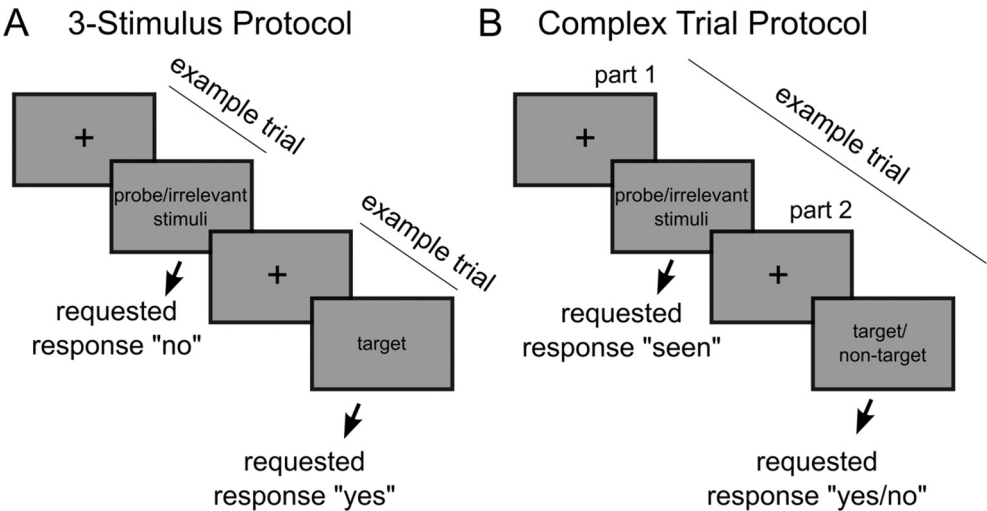 A 3-Stimulus Protocol
example trial
+
probe/irrelevant
stimuli
requested
response "no"
example trial
+
target
requested
response "yes"
B Complex Trial Protocol
part 1
example trial
+
probe/irrelevant
stimuli
requested
response "seen"
part 2
+
target/
non-target
requested
response "yes/no"